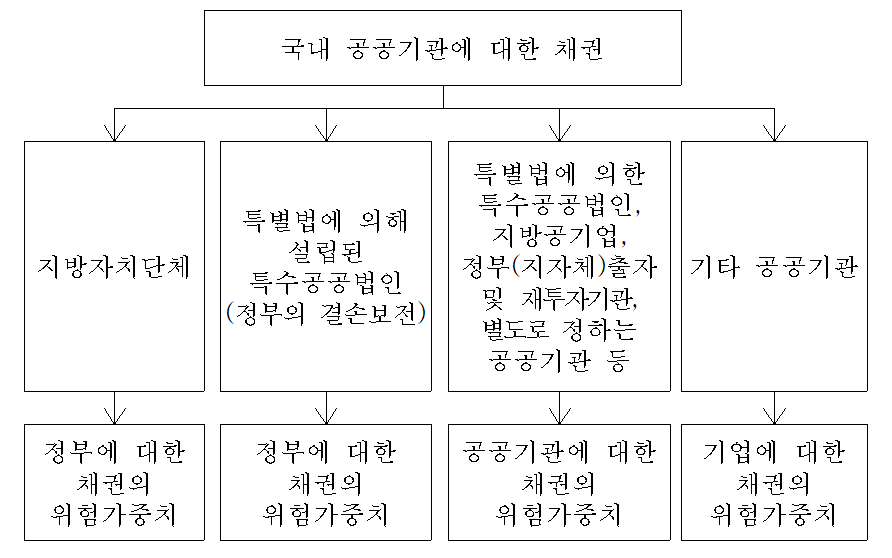 국내 공공기관에 대한 채권
지방자치단체
특별법에 의해
설립된
특수공공법인
(정부의 결손보전)
특별법에 의한
특수공공법인,
지방공기업,
정부(지자체)출자
및 재투자기관,
별도로 정하는
공공기관 등
기타 공공기관
정부에 대한
채권의
위험가중치
정부에 대한
채권의
위험가중치
공공기관에 대한
채권의
위험가중치
기업에 대한
채권의
위험가중치